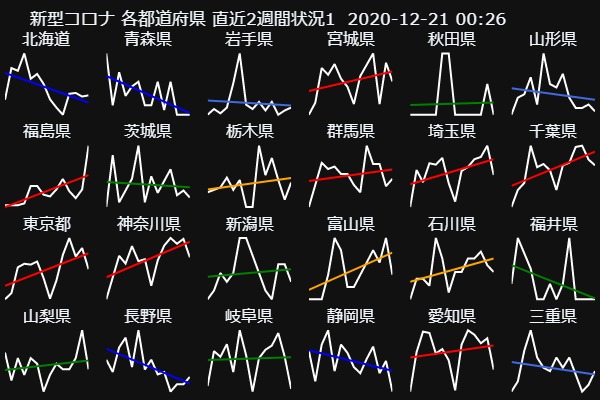 新型コロナ 各都道府県 直近2週間状況1 2020-12-21 00:26
北海道 青森県 岩手県 宮城県 秋田県 山形県
福島県 茨城県 栃木県 群馬県 埼玉県 千葉県
東京都 神奈川県 新潟県 富山県 石川県 福井県
山梨県 長野県 岐阜県 静岡県 愛知県 三重県